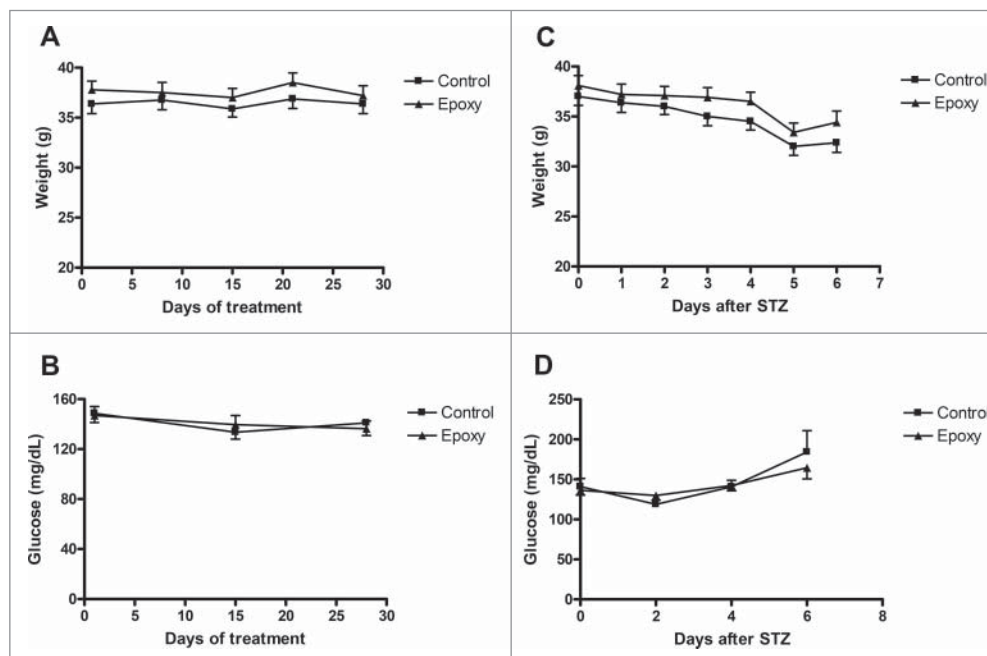 A
Weight (g)
40
35
30
25
20
0 5 10 15 20 25 30
Days of treatment
Control
Epoxy
C
Weight (g)
40
35
30
25
20
0 1 2 3 4 5 6 7
Days after STZ
Control
Epoxy
B
Glucose (mg/dL)
160
120
80
40
0
0 5 10 15 20 25 30
Days of treatment
Control
Epoxy
D
Glucose (mg/dL)
250
200
150
100
50
0
0 2 4 6 8
Days after STZ
Control
Epoxy